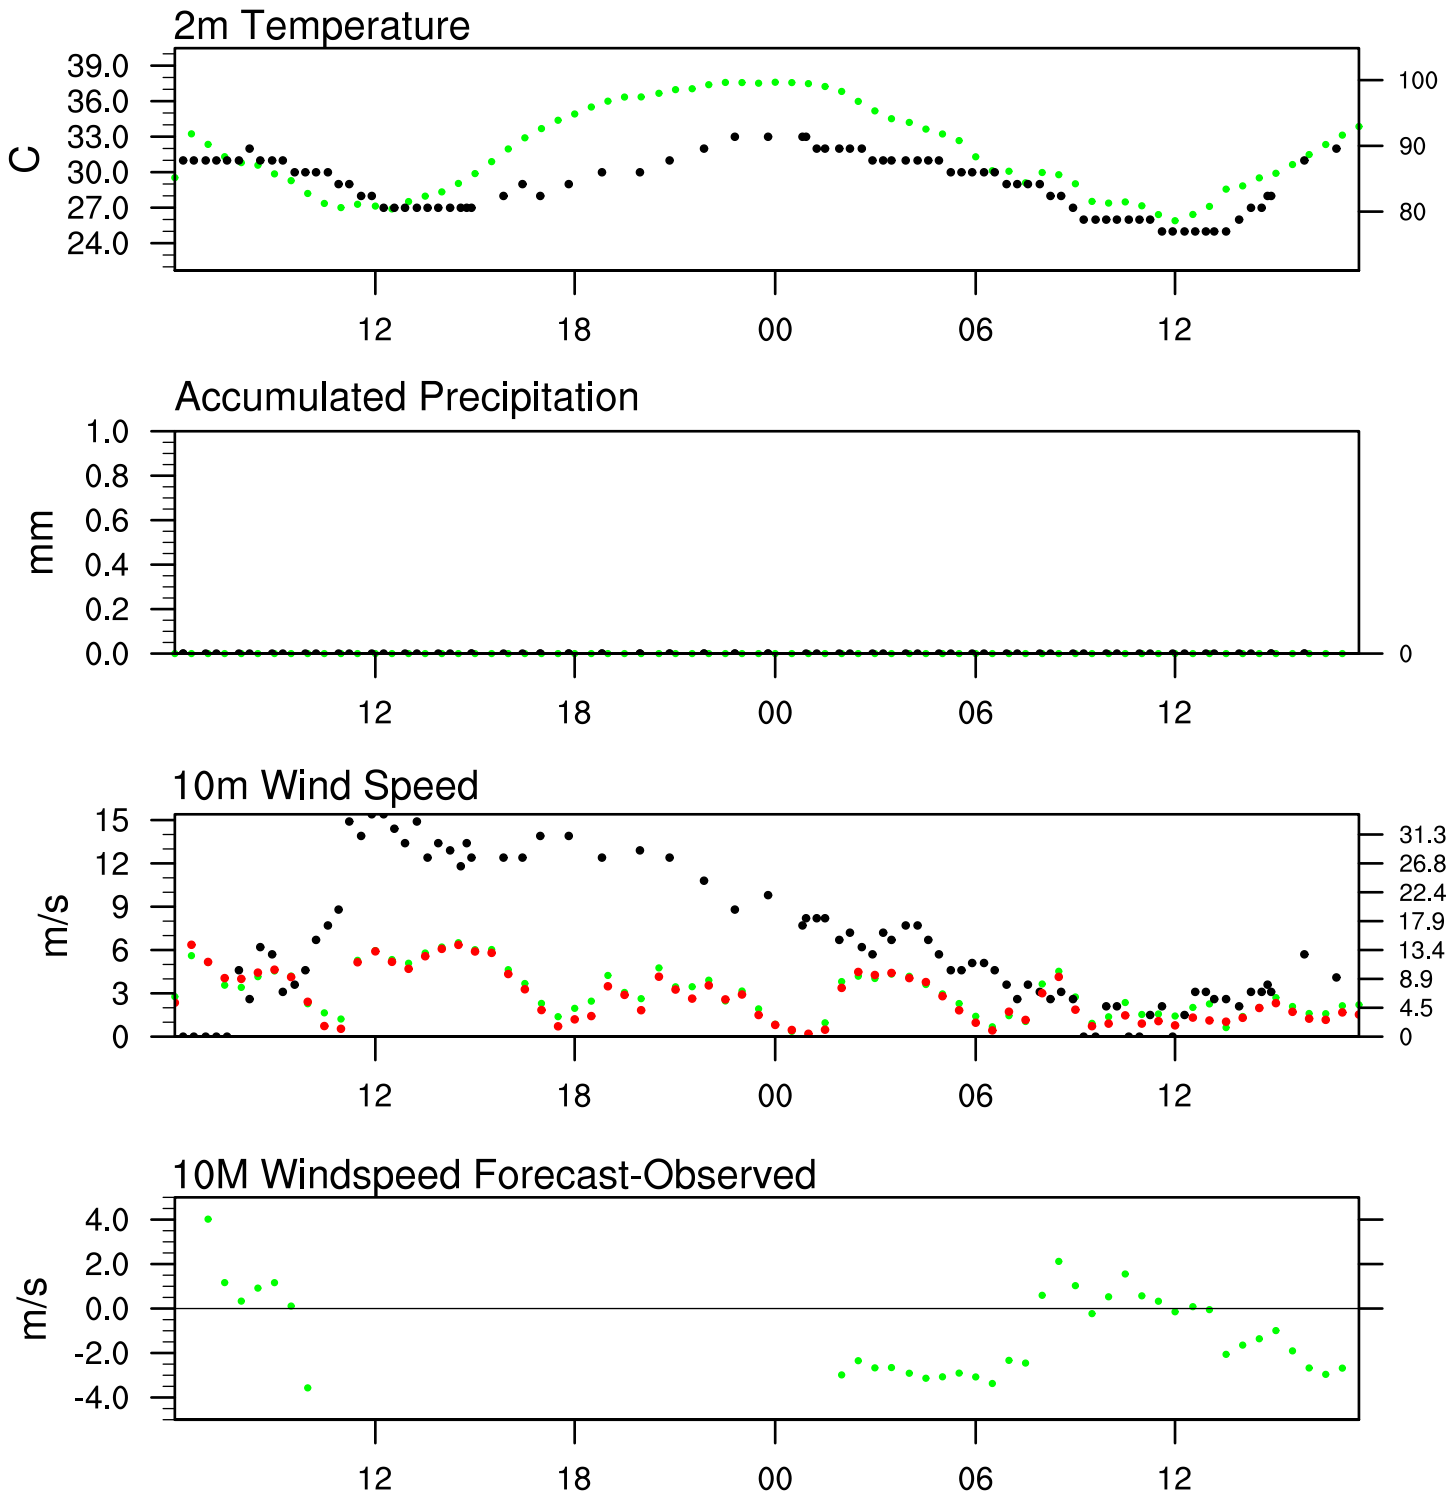 2m Temperature
39.0
36.0
33.0
30.0
27.0
24.0
C
100
90
80
12 18 00 06 12
Accumulated Precipitation
1.0
0.8
0.6
0.4
0.2
0.0
mm
0
12 18 00 06 12
10m Wind Speed
15
12
9
6
3
0
m/s
31.3
26.8
22.4
17.9
13.4
8.9
4.5
0
12 18 00 06 12
10M Windspeed Forecast-Observed
4.0
2.0
0.0
-2.0
-4.0
m/s
12 18 00 06 12